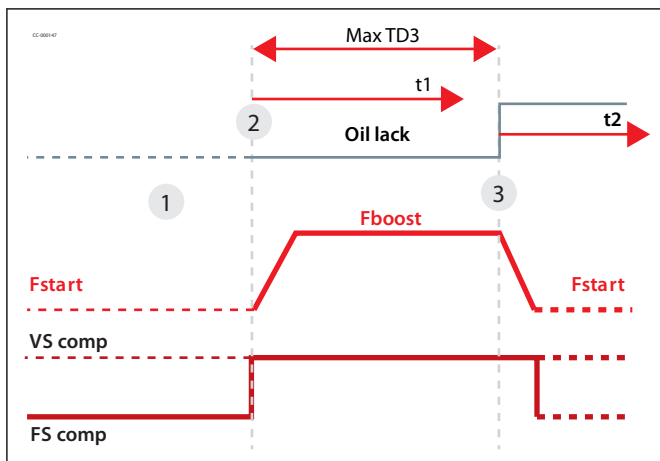 CC-000147
Max TD3
t1
2
t2
Oil lack
1
3
Fboost
Fstart
Fstart
VS comp
FS comp